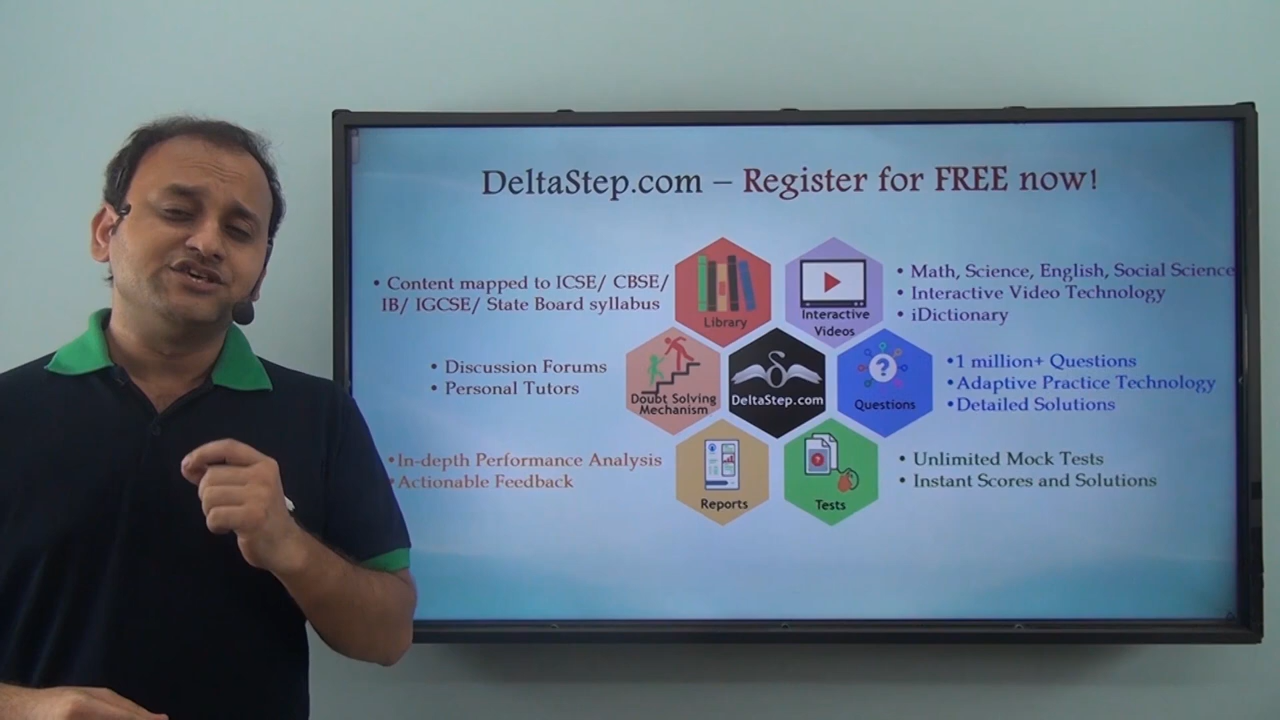 DeltaStep.com – Register for FREE now!
• Content mapped to ICSE/ CBSE/
IB/ IGCSE/ State Board syllabus
Library
Interactive
Videos
• Math, Science, English, Social Science
• Interactive Video Technology
• iDictionary
• Discussion Forums
• Personal Tutors
Doubt Solving
Mechanism
δ
DeltaStep.com
?
Questions
•1 million+ Questions
•Adaptive Practice Technology
•Detailed Solutions
•In-depth Performance Analysis
•Actionable Feedback
Reports
?
Tests
• Unlimited Mock Tests
• Instant Scores and Solutions